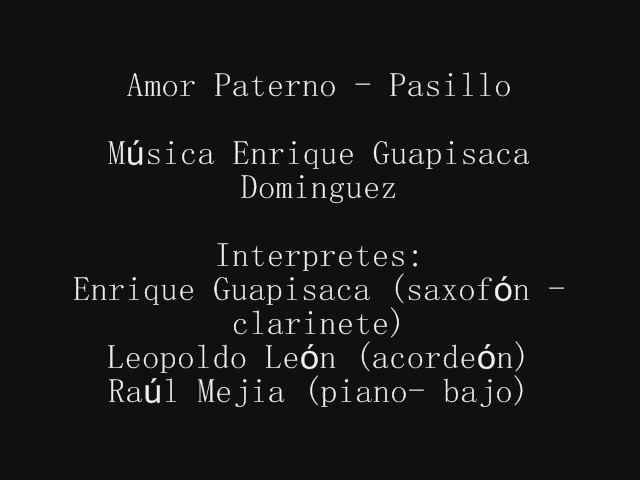 Amor Paterno - Pasillo
Música Enrique Guapisaca
Dominguez
Interpretes:
Enrique Guapisaca (saxofón -
clarinete)
Leopoldo León (acordeón)
Raúl Mejia (piano- bajo)